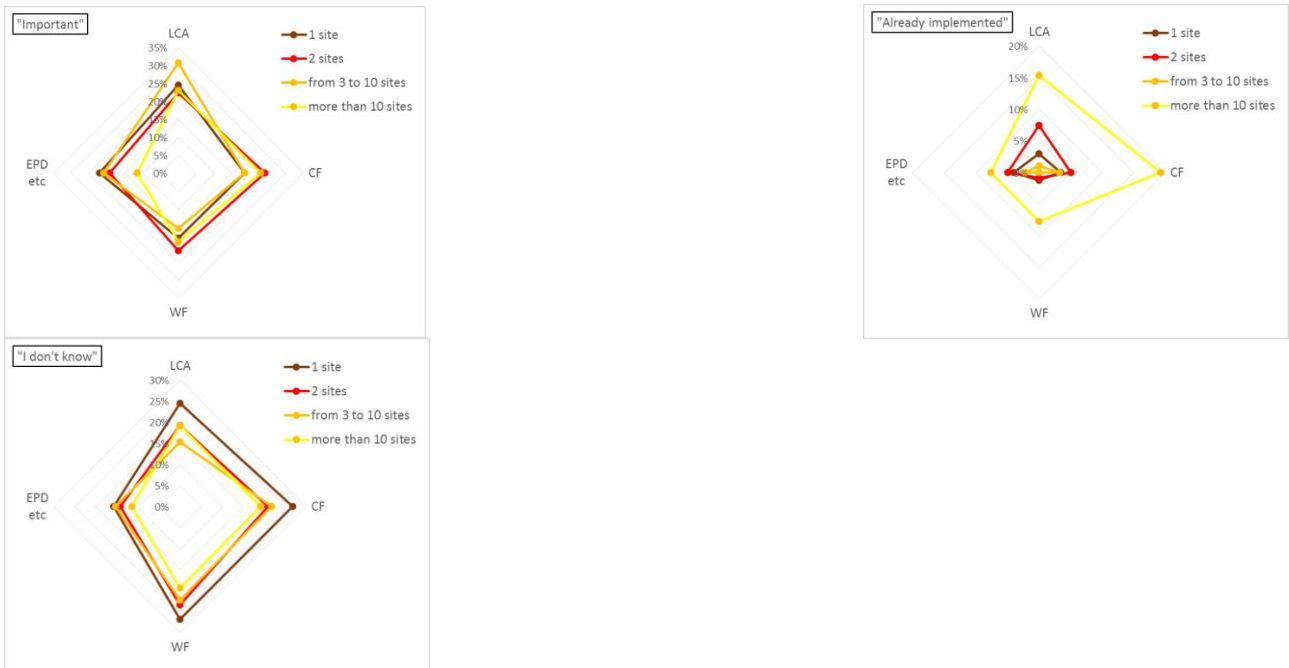 "Important"
LCA
35%
30%
25%
20%
15%
10%
5%
0%
EPD
etc
CF
WF
1 site
2 sites
from 3 to 10 sites
more than 10 sites
"Already implemented"
LCA
20%
15%
10%
5%
EPD
etc
CF
WF
1 site
2 sites
from 3 to 10 sites
more than 10 sites
"I don't know"
LCA
30%
25%
20%
15%
10%
5%
0%
EPD
etc
CF
WF
1 site
2 sites
from 3 to 10 sites
more than 10 sites